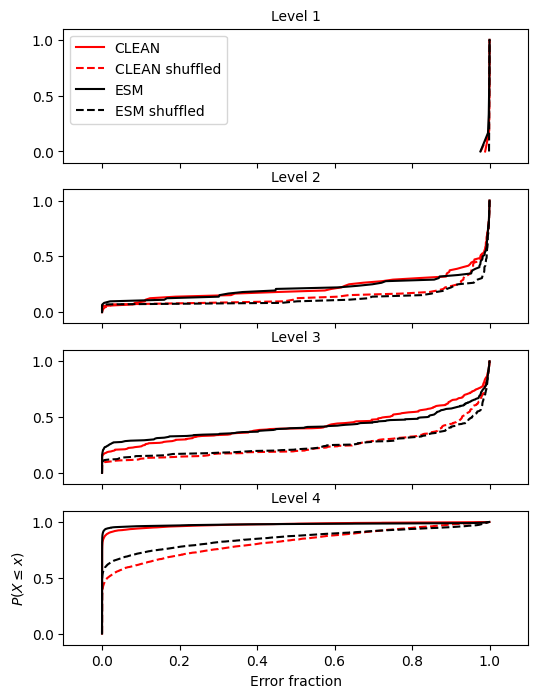 Level 1
1.0
0.5
0.0
CLEAN
CLEAN shuffled
ESM
ESM shuffled
Level 2
1.0
0.5
0.0
Level 3
1.0
0.5
0.0
Level 4
1.0
0.5
0.0
P(X ≤ x)
0.0 0.2 0.4 0.6 0.8 1.0
Error fraction